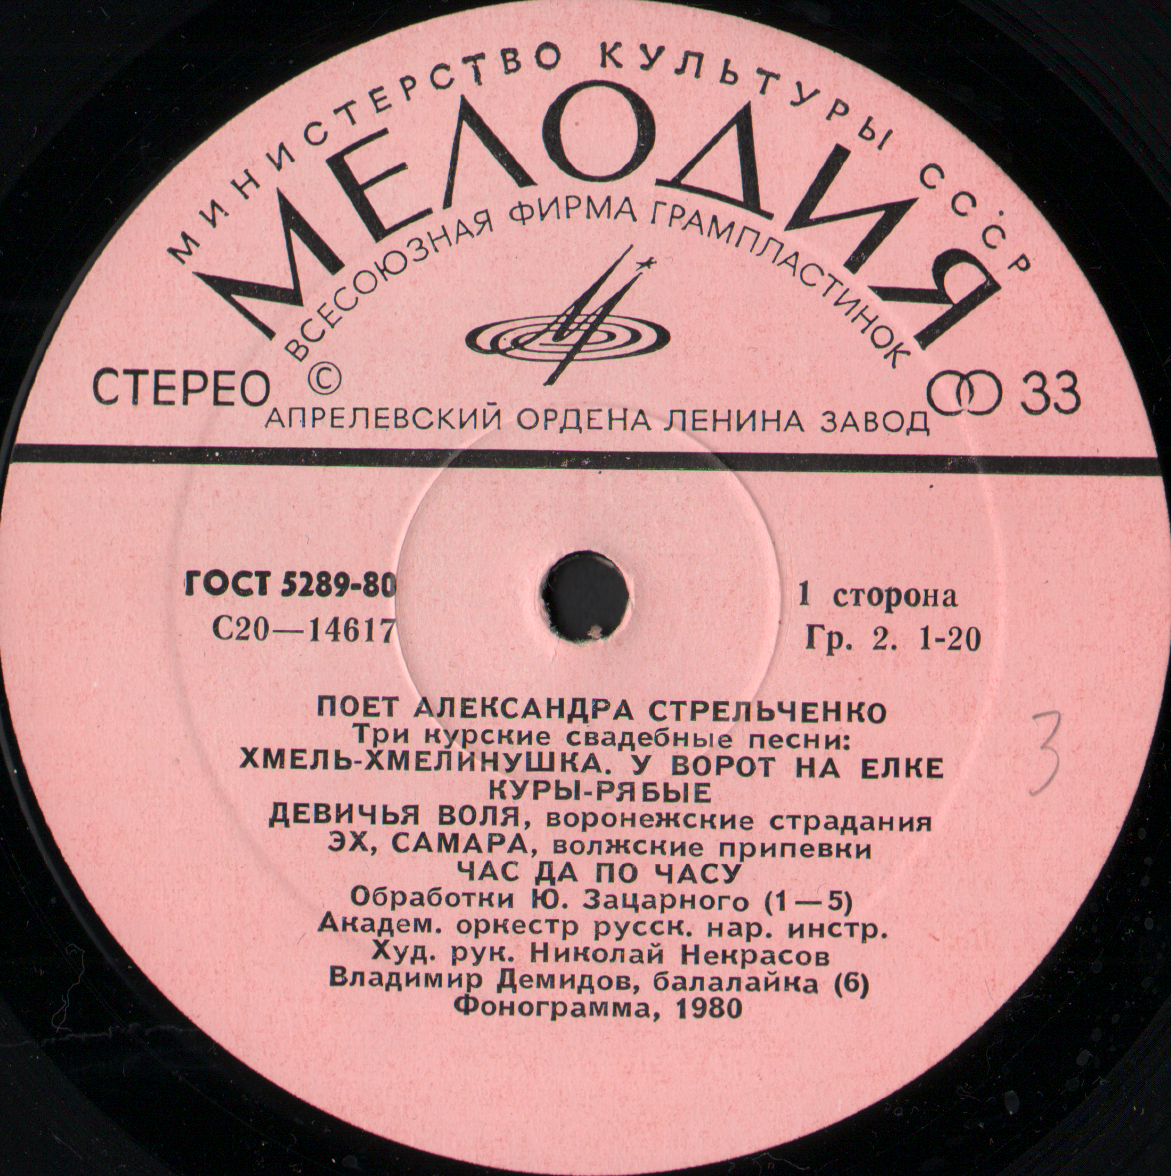 МИНИСТЕРСТВО КУЛЬТУРЫ СССР
МЕЛОДИЯ
ВСЕСОЮЗНАЯ ФИРМА ГРАМПЛАСТИНОК
СТЕРЕО © 33
АПРЕЛЕВСКИЙ ОРДЕНА ЛЕНИНА ЗАВОД
ГОСТ 5289-80
С20—14617
1 сторона
Гр. 2. 1-20
ПОЕТ АЛЕКСАНДРА СТРЕЛЬЧЕНКО
Три курские свадебные песни:
ХМЕЛЬ-ХМЕЛИНУШКА. У ВОРОТ НА ЕЛКЕ
КУРЫ-РЯБЫЕ
ДЕВИЧЬЯ ВОЛЯ, воронежские страдания
ЭХ, САМАРА, волжские припевки
ЧАС ДА ПО ЧАСУ
Обработки Ю. Зацарного (1—5)
Академ. оркестр русск. нар. инстр.
Худ. рук. Николай Некрасов
Владимир Демидов, балалайка (6)
Фонограмма, 1980
3